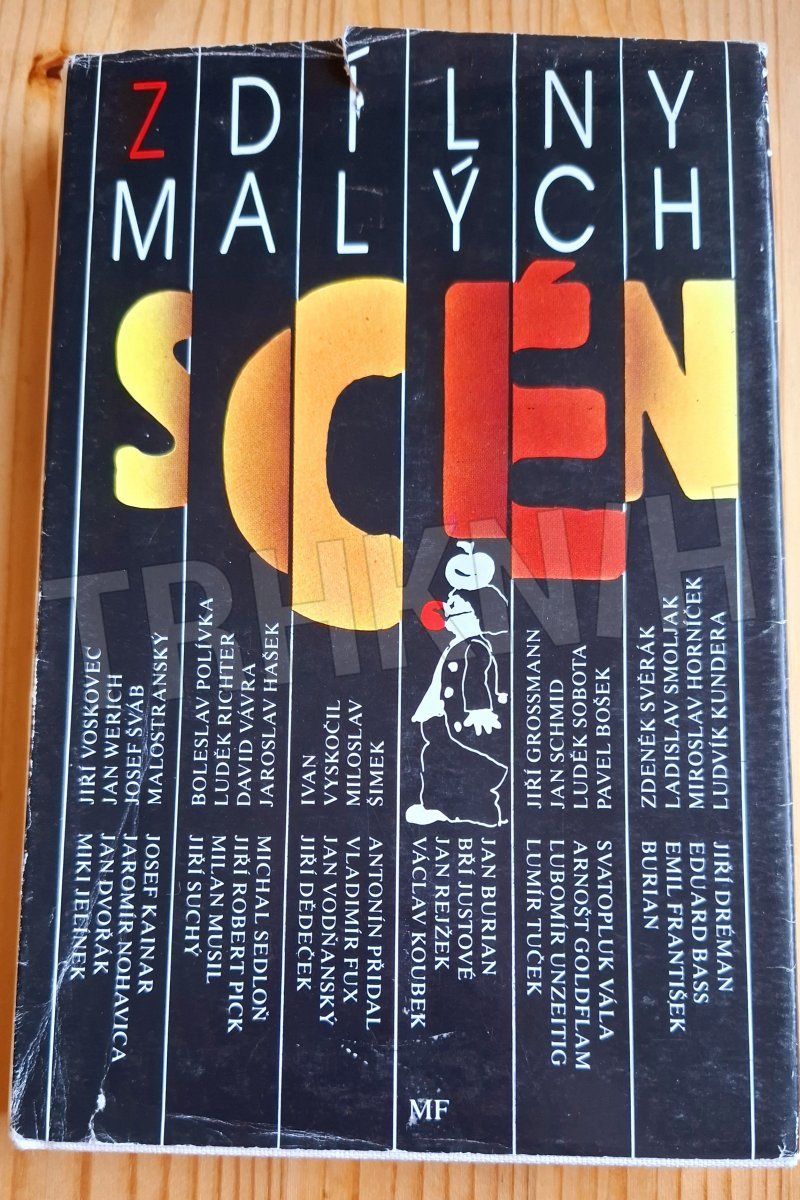 Z DÍLNY
MALÝCH
SCÉN
TRHKNIH
JIŘÍ VOSKOVEC
JAN WERICH
JOSEF ŠVÁB
MALOSTRANSKÝ
BOLESLAV POLÍVKA
LUDĚK RICHTER
DAVID VÁVRA
JAROSLAV HAŠEK
IVAN
VYSKOČIL
MILOSLAV
ŠIMEK
JIŘÍ GROSSMANN
JAN SCHMID
LUDĚK SOBOTA
PAVEL BOŠEK
ZDENĚK SVĚRÁK
LADISLAV SMOLJAK
MIROSLAV HORNÍČEK
LUDVÍK KUNDERA
MIKI JELÍNEK
JAN DVOŘÁK
JAROMÍR NOHAVICA
JOSEF KAINAR
JIŘÍ SUCHÝ
MILAN MUSIL
JIŘÍ ROBERT PICK
MICHAL SEDLOŇ
JIŘÍ DĚDEČEK
JAN VODŇANSKÝ
VLADIMÍR FUX
ANTONÍN PŘIDAL
VÁCLAV KOUBEK
JAN REJŽEK
BŘÍ JUSTOVÉ
JAN BURIAN
LUMÍR TUČEK
LUBOMÍR UNZEITIG
ARNOŠT GOLDFLAM
SVATOPLUK VÁLA
BURIAN
EMIL FRANTIŠEK
EDUARD BASS
JIŘÍ DRÉMAN
MF